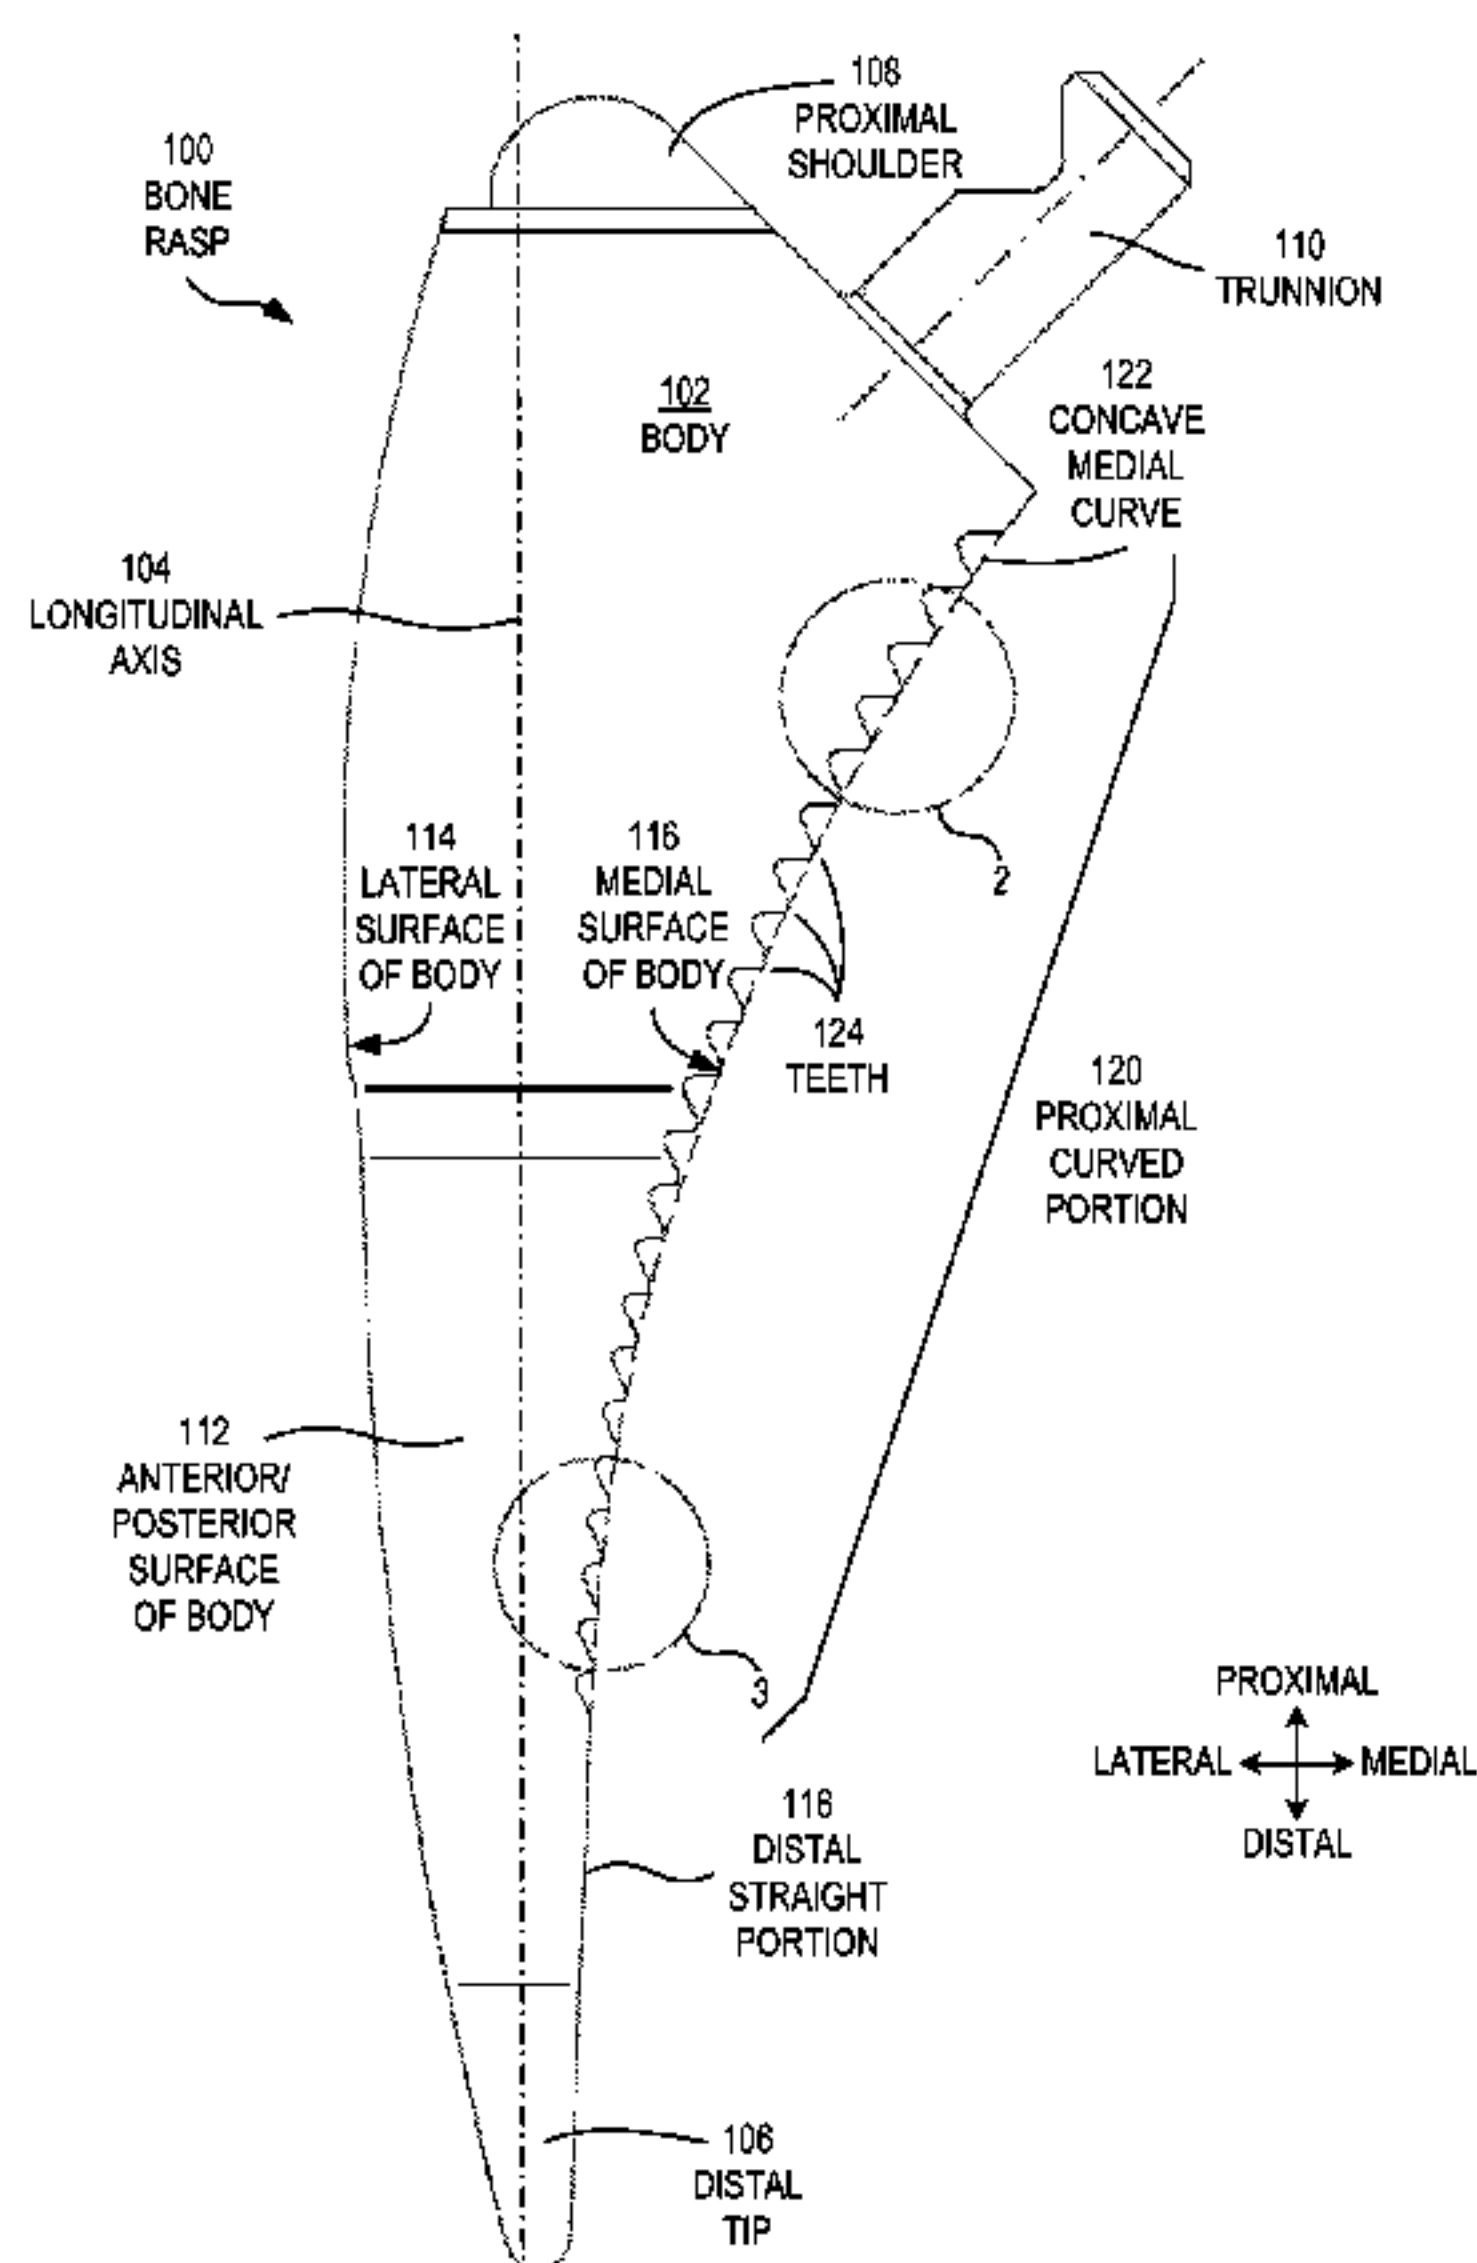 108
PROXIMAL
SHOULDER
100
BONE
RASP
110
TRUNNION
102
BODY
122
CONCAVE
MEDIAL
CURVE
104
LONGITUDINAL
AXIS
114
LATERAL
SURFACE
OF BODY
116
MEDIAL
SURFACE
OF BODY
2
124
TEETH
120
PROXIMAL
CURVED
PORTION
112
ANTERIOR/
POSTERIOR
SURFACE
OF BODY
3
PROXIMAL
LATERAL
MEDIAL
DISTAL
118
DISTAL
STRAIGHT
PORTION
106
DISTAL
TIP